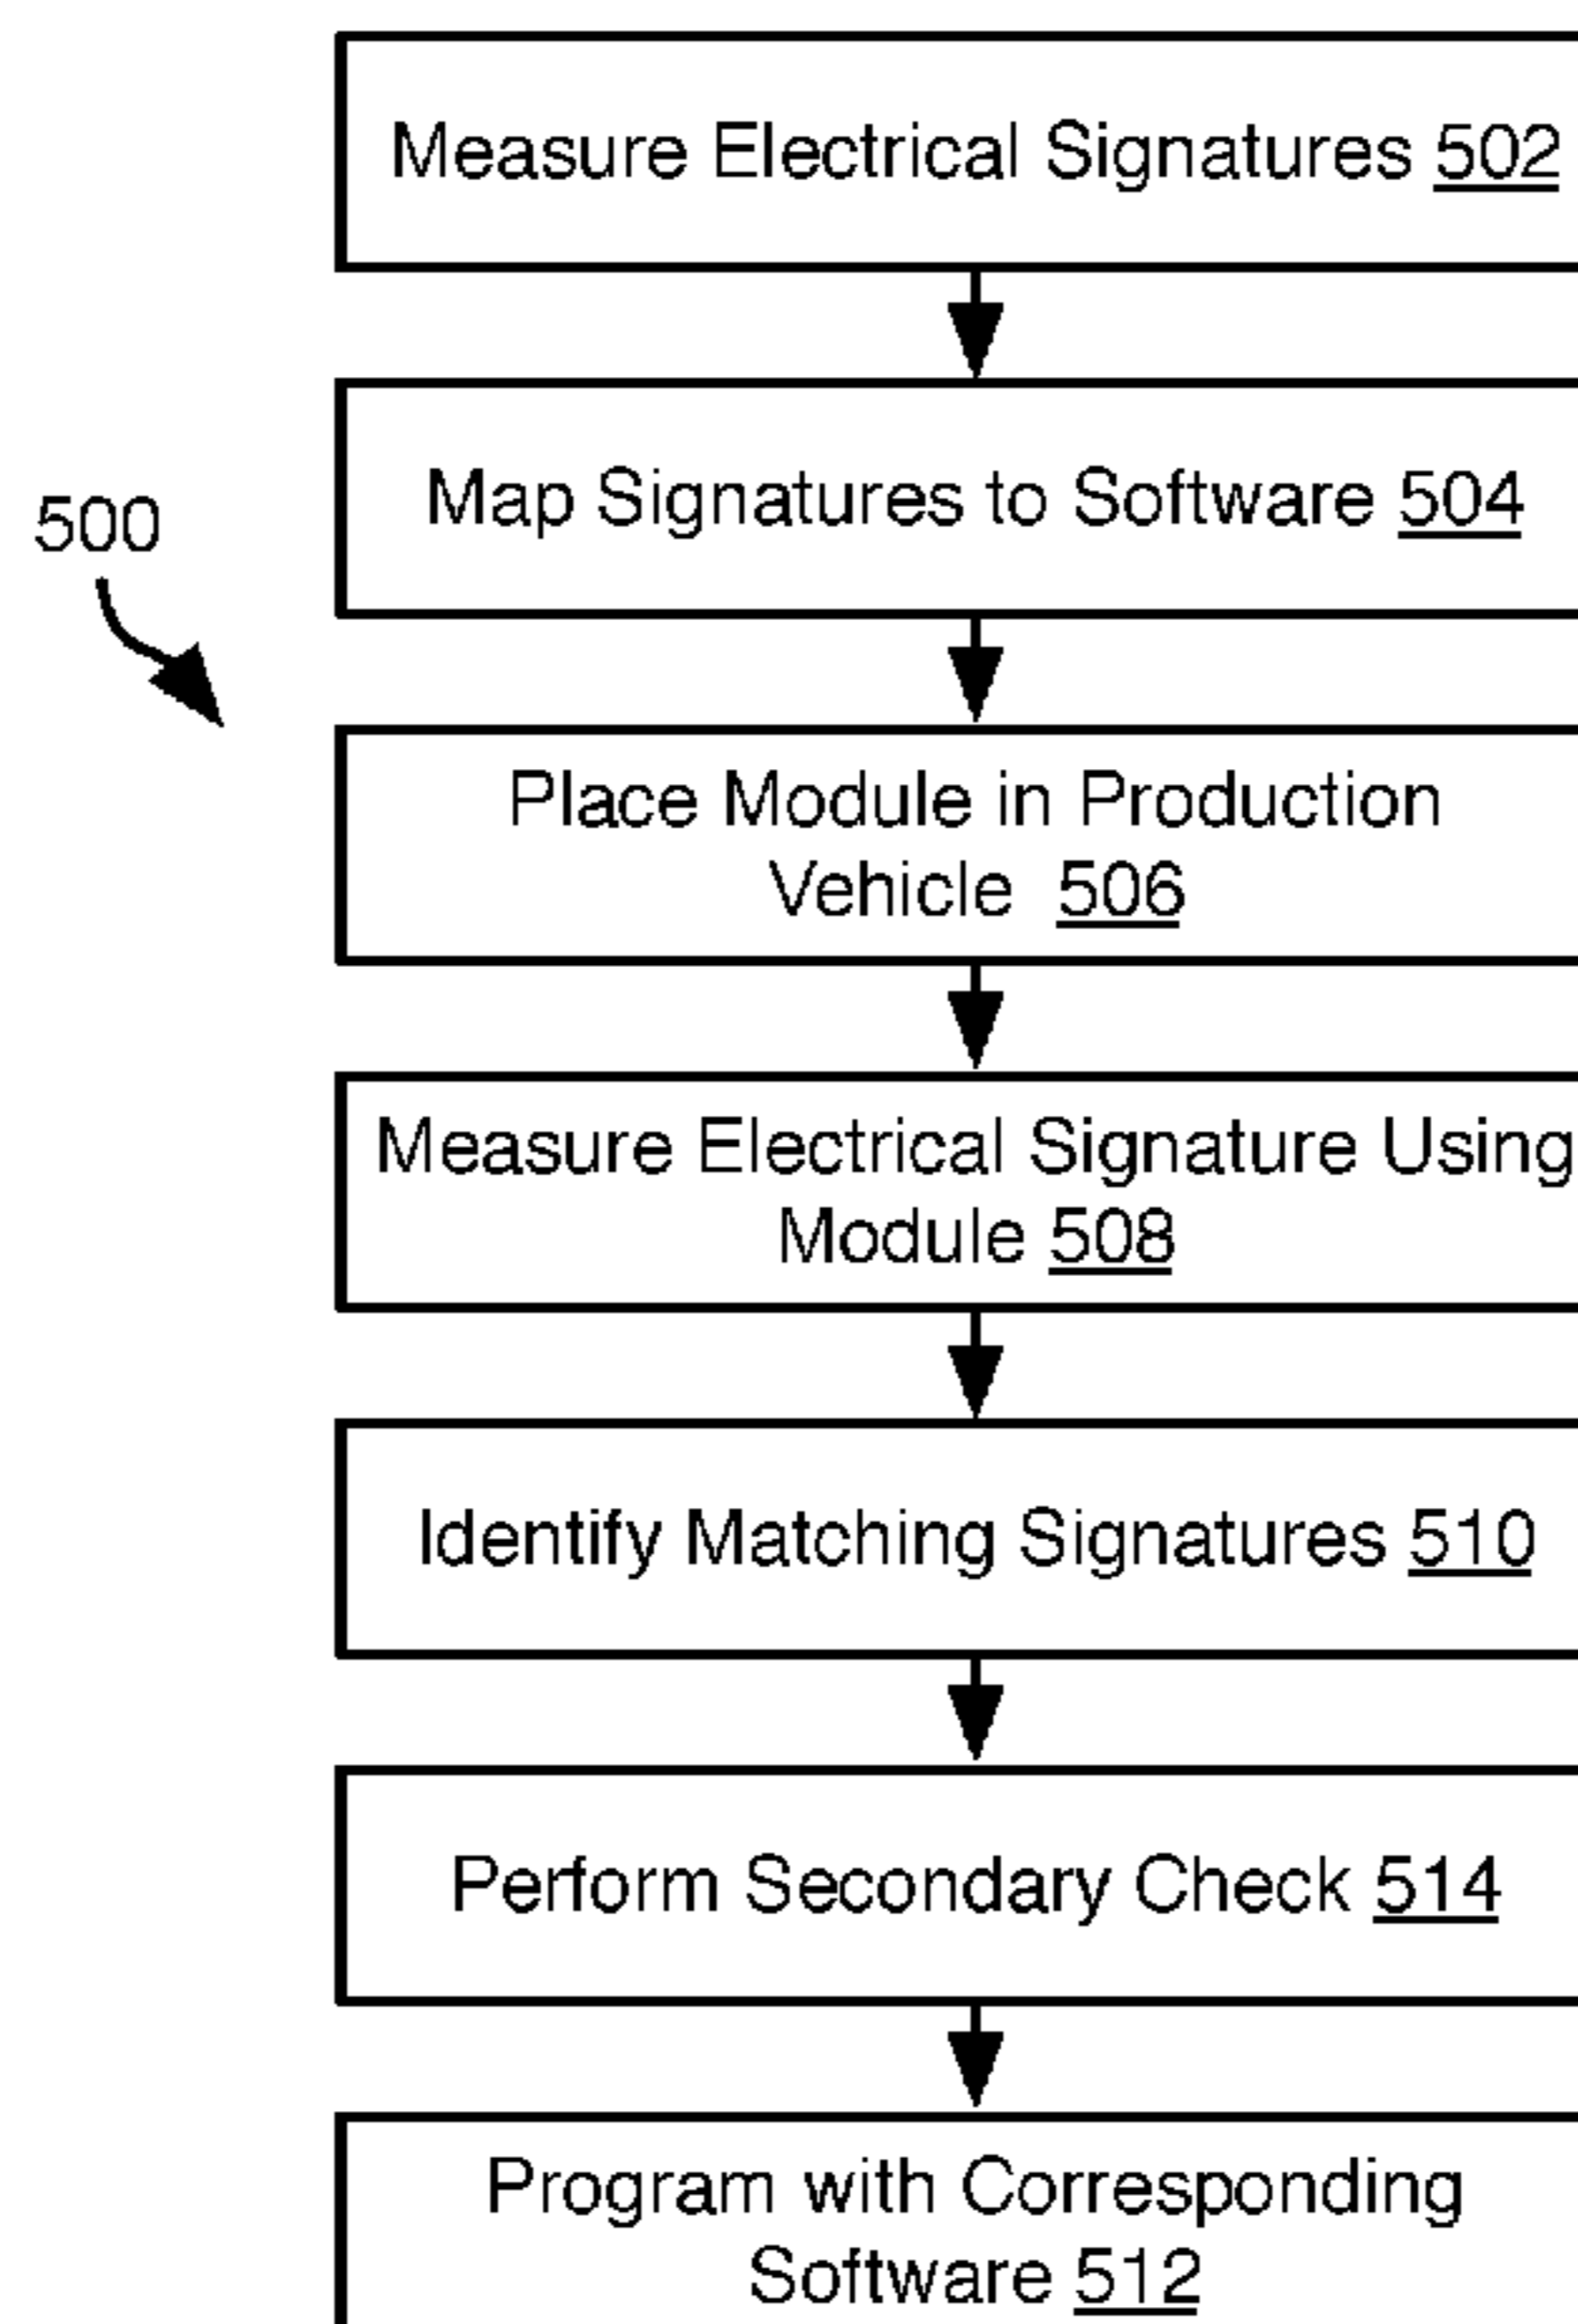 Measure Electrical Signatures 502
Map Signatures to Software 504
500
Place Module in Production
Vehicle 506
Measure Electrical Signature Using
Module 508
Identify Matching Signatures 510
Perform Secondary Check 514
Program with Corresponding
Software 512